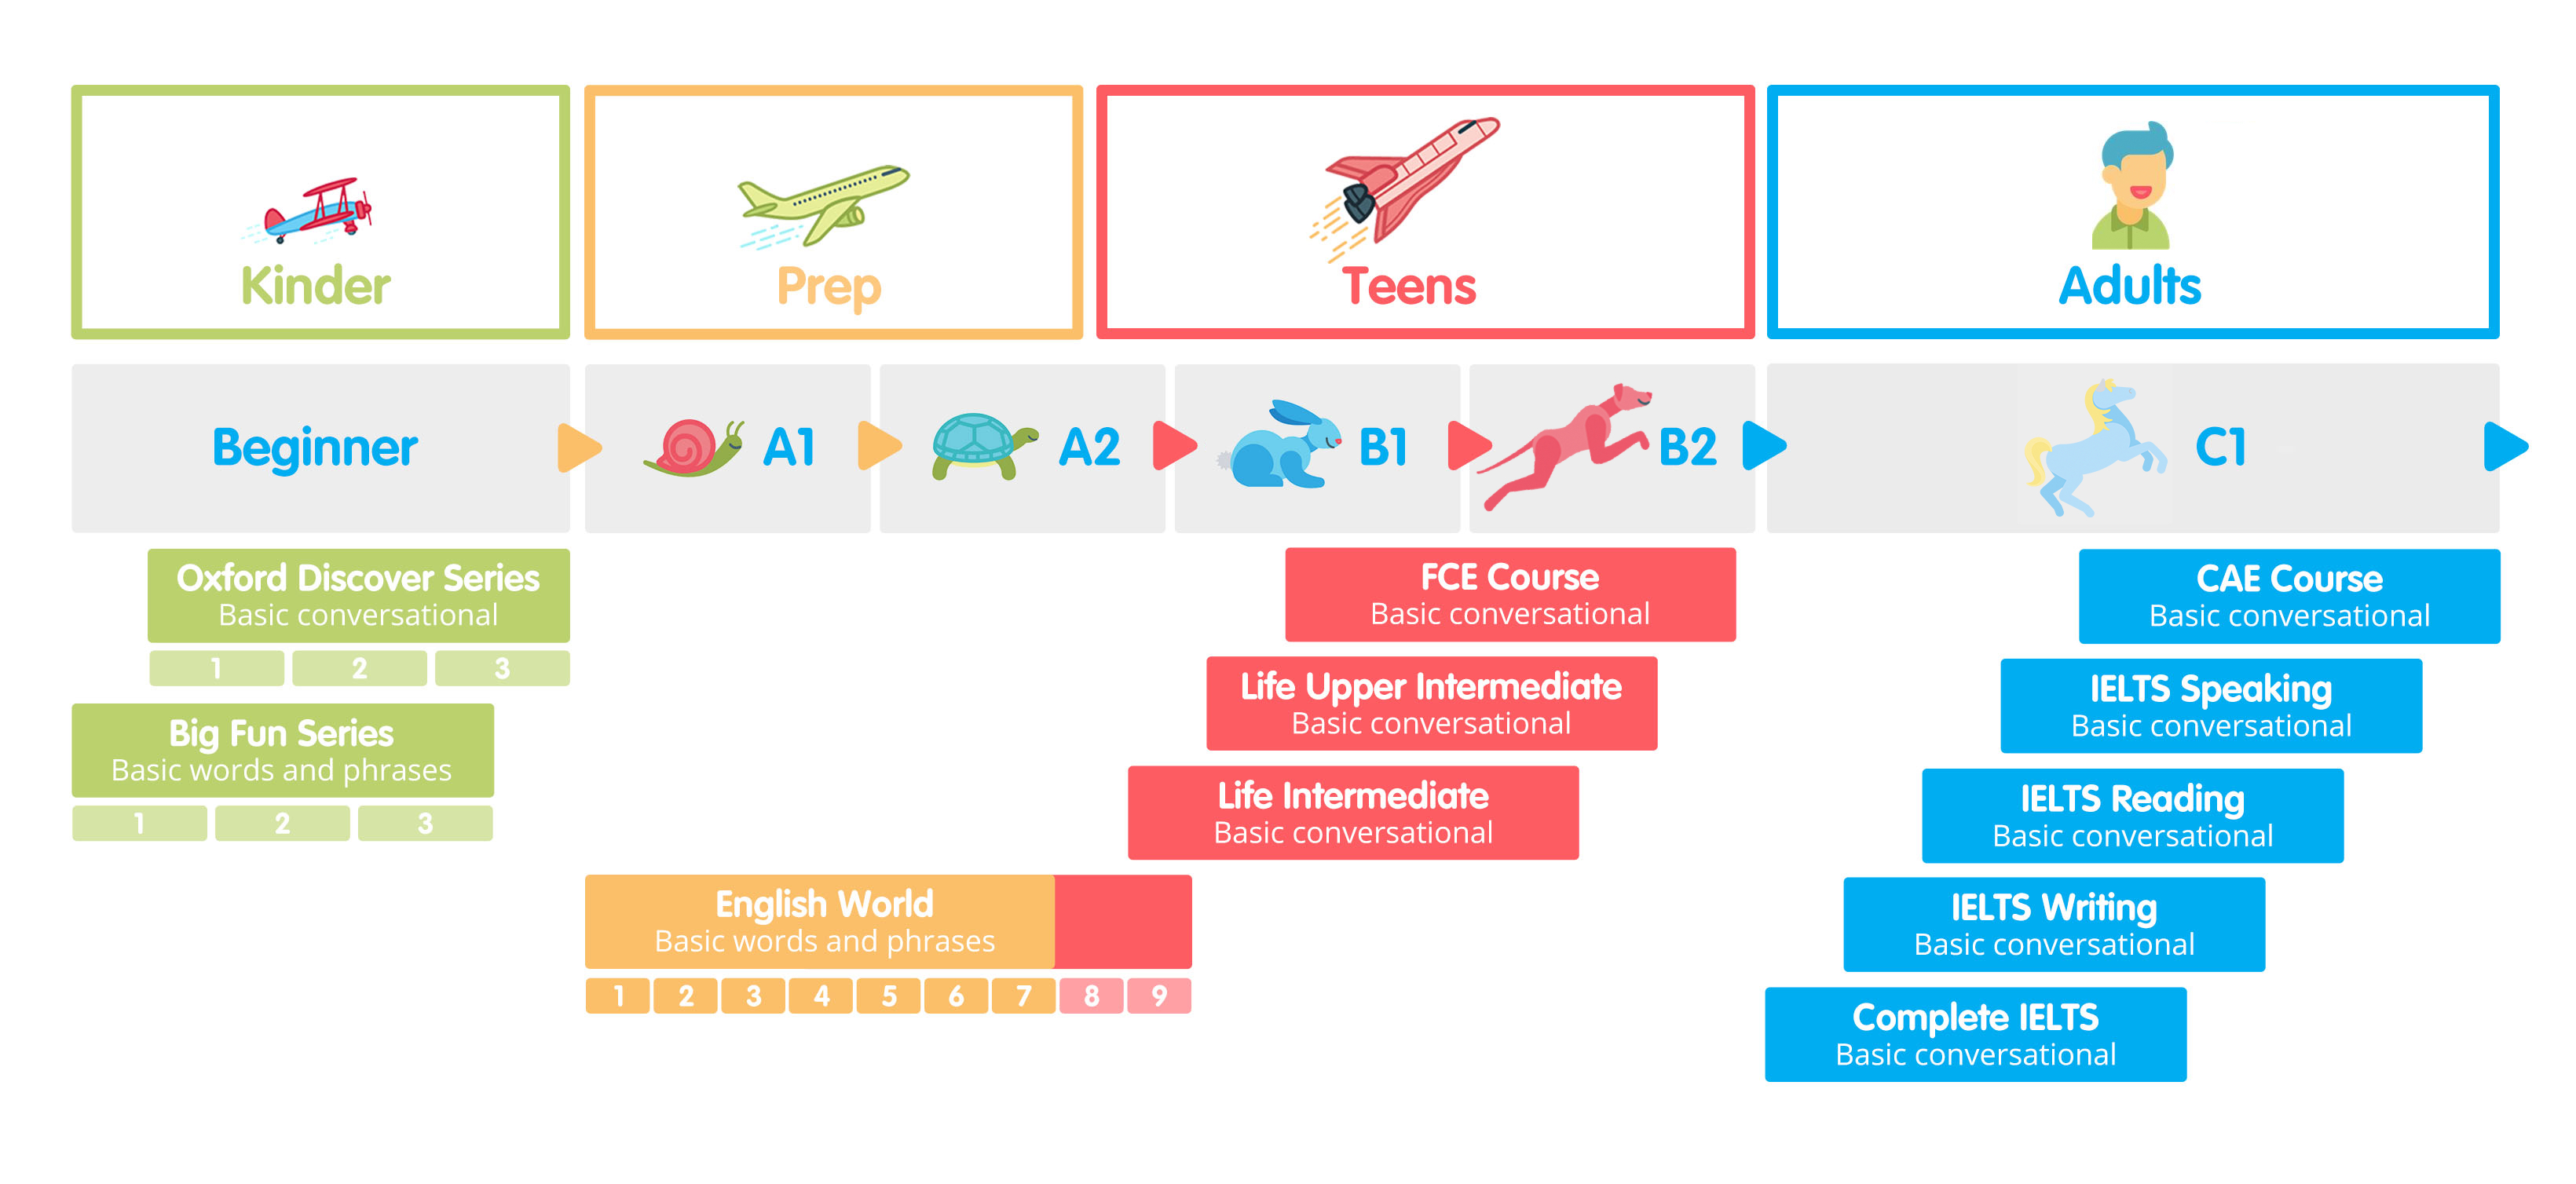 Kinder
Prep
Teens
Adults
Beginner
A1
A2
B1
B2
C1
Oxford Discover Series
Basic conversational
1 2 3
Big Fun Series
Basic words and phrases
1 2 3
English World
Basic words and phrases
1 2 3 4 5 6 7 8 9
FCE Course
Basic conversational
Life Upper Intermediate
Basic conversational
Life Intermediate
Basic conversational
CAE Course
Basic conversational
IELTS Speaking
Basic conversational
IELTS Reading
Basic conversational
IELTS Writing
Basic conversational
Complete IELTS
Basic conversational